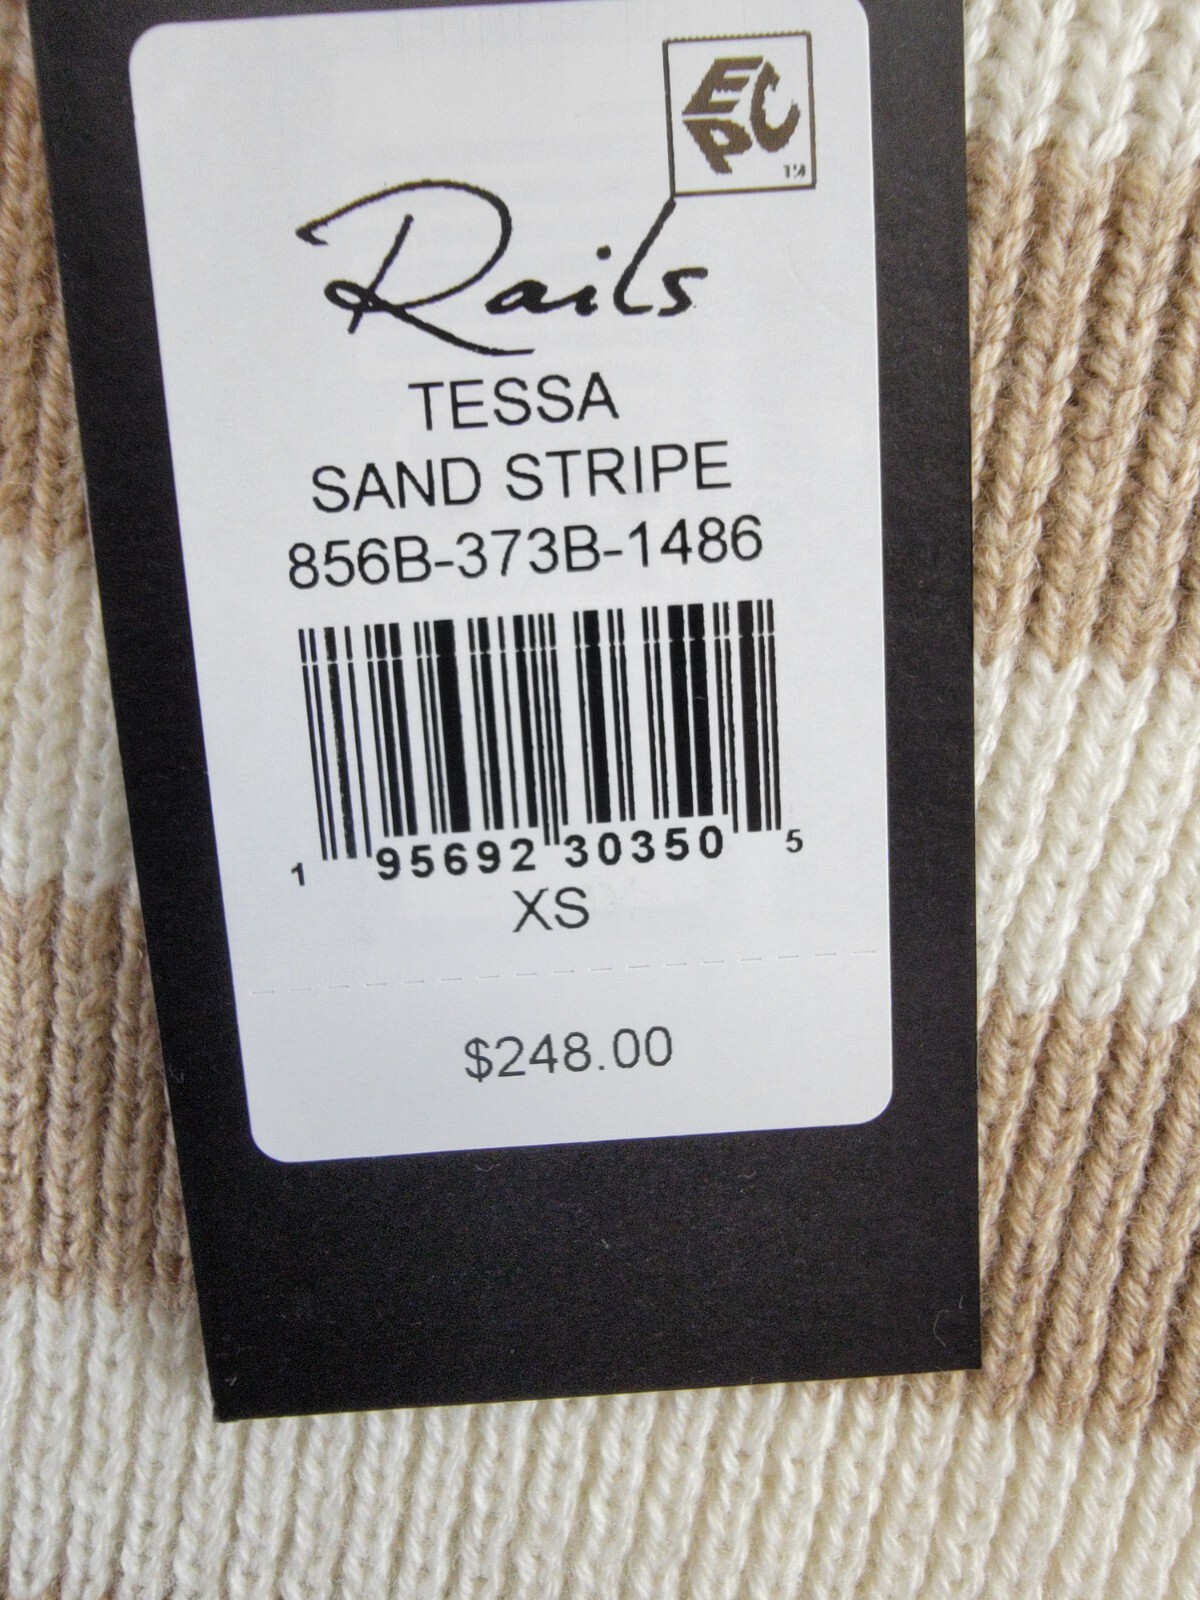 EPC
TM
Rails
TESSA
SAND STRIPE
856B-373B-1486
1 95692 30350 5
XS
$248.00